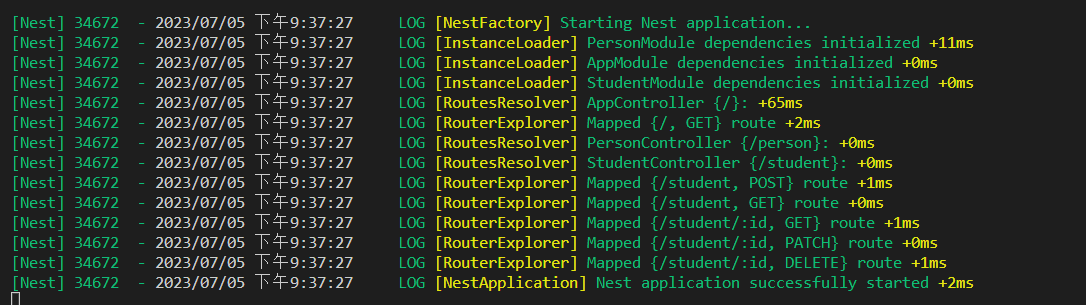 [Nest] 34672  - 2023/07/05 下午9:37:27     LOG [NestFactory] Starting Nest application...
[Nest] 34672  - 2023/07/05 下午9:37:27     LOG [InstanceLoader] PersonModule dependencies initialized +11ms
[Nest] 34672  - 2023/07/05 下午9:37:27     LOG [InstanceLoader] AppModule dependencies initialized +0ms
[Nest] 34672  - 2023/07/05 下午9:37:27     LOG [InstanceLoader] StudentModule dependencies initialized +0ms
[Nest] 34672  - 2023/07/05 下午9:37:27     LOG [RoutesResolver] AppController {/}: +65ms
[Nest] 34672  - 2023/07/05 下午9:37:27     LOG [RouterExplorer] Mapped {/, GET} route +2ms
[Nest] 34672  - 2023/07/05 下午9:37:27     LOG [RoutesResolver] PersonController {/person}: +0ms
[Nest] 34672  - 2023/07/05 下午9:37:27     LOG [RoutesResolver] StudentController {/student}: +0ms
[Nest] 34672  - 2023/07/05 下午9:37:27     LOG [RouterExplorer] Mapped {/student, POST} route +1ms
[Nest] 34672  - 2023/07/05 下午9:37:27     LOG [RouterExplorer] Mapped {/student, GET} route +0ms
[Nest] 34672  - 2023/07/05 下午9:37:27     LOG [RouterExplorer] Mapped {/student/:id, GET} route +1ms
[Nest] 34672  - 2023/07/05 下午9:37:27     LOG [RouterExplorer] Mapped {/student/:id, PATCH} route +0ms
[Nest] 34672  - 2023/07/05 下午9:37:27     LOG [RouterExplorer] Mapped {/student/:id, DELETE} route +1ms
[Nest] 34672  - 2023/07/05 下午9:37:27     LOG [NestApplication] Nest application successfully started +2ms